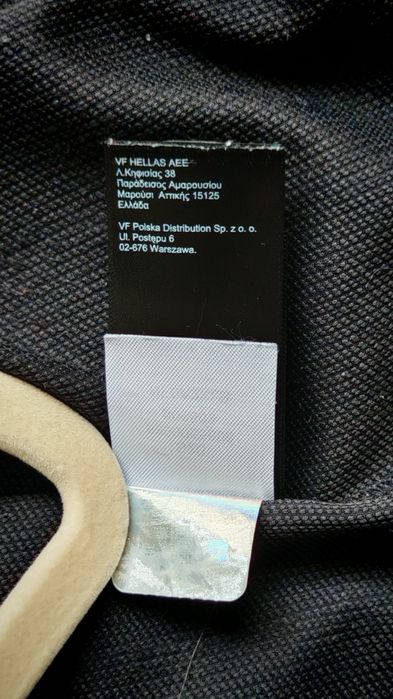 VF HELLAS AEE
Λ.Κηφισίας 38
Παράδεισος Αμαρουσίου
Μαρούσι Αττικής 15125
Ελλάδα
VF Polska Distribution Sp. z o. o.
Ul. Postępu 6
02-676 Warszawa.